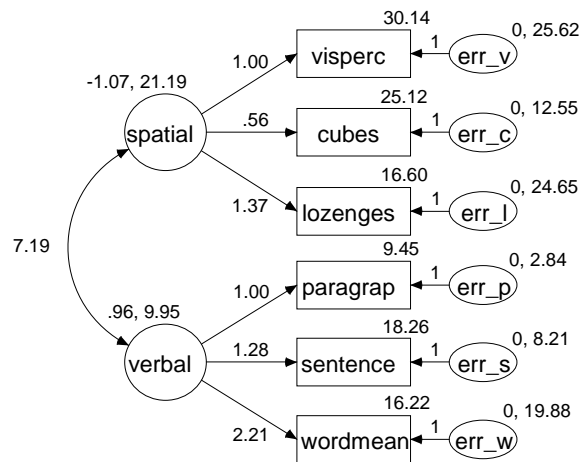 30.14
0, 25.62
1.00
visperc
1
err_v
-1.07, 21.19
25.12
0, 12.55
spatial
.56
cubes
1
err_c
16.60
0, 24.65
1.37
lozenges
1
err_l
7.19
9.45
0, 2.84
1.00
paragrap
1
err_p
.96, 9.95
18.26
0, 8.21
verbal
1.28
sentence
1
err_s
16.22
0, 19.88
2.21
wordmean
1
err_w